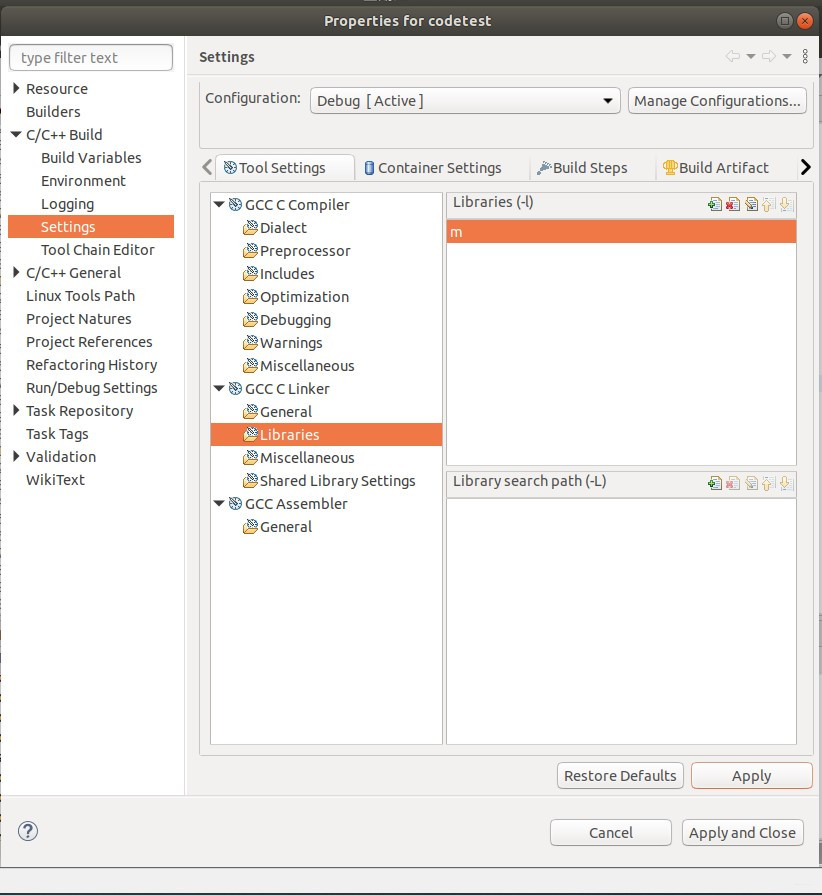 Properties for codetest
type filter text
Resource
Builders
C/C++ Build
Build Variables
Environment
Logging
Settings
Tool Chain Editor
C/C++ General
Linux Tools Path
Project Natures
Project References
Refactoring History
Run/Debug Settings
Task Repository
Task Tags
Validation
WikiText
Settings
Configuration: Debug [ Active ] Manage Configurations...
Tool Settings Container Settings Build Steps Build Artifact
GCC C Compiler
Dialect
Preprocessor
Includes
Optimization
Debugging
Warnings
Miscellaneous
GCC C Linker
General
Libraries
Miscellaneous
Shared Library Settings
GCC Assembler
General
Libraries (-l)
m
Library search path (-L)
Restore Defaults Apply
? Cancel Apply and Close